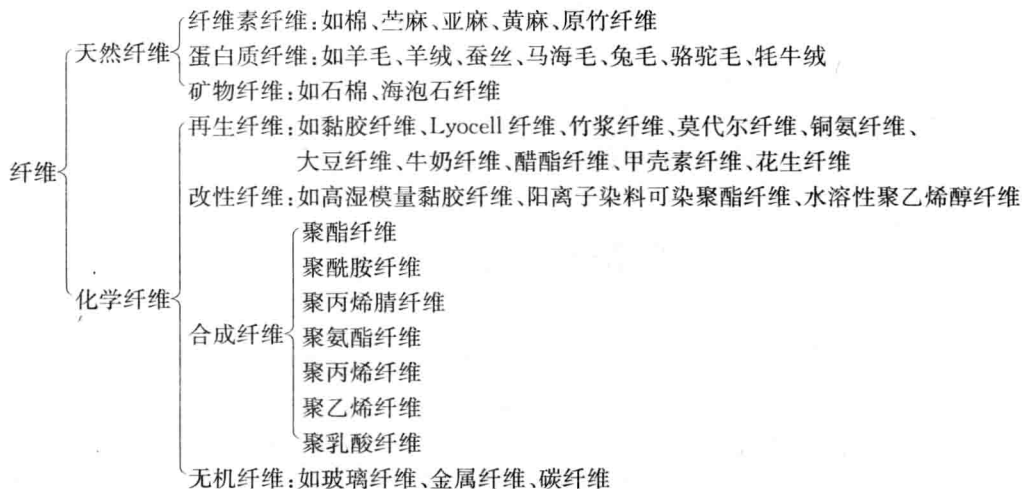 纤维素纤维:如棉、苎麻、亚麻、黄麻、原竹纤维
天然纤维
蛋白质纤维:如羊毛、羊绒、蚕丝、马海毛、兔毛、骆驼毛、牦牛绒
矿物纤维:如石棉、海泡石纤维
再生纤维:如黏胶纤维、Lyocell纤维、竹浆纤维、莫代尔纤维、铜氨纤维、
大豆纤维、牛奶纤维、醋酯纤维、甲壳素纤维、花生纤维
纤维
改性纤维:如高湿模量黏胶纤维、阳离子染料可染聚酯纤维、水溶性聚乙烯醇纤维
聚酯纤维
聚酰胺纤维
化学纤维
聚丙烯腈纤维
合成纤维
聚氨酯纤维
聚丙烯纤维
聚乙烯纤维
聚乳酸纤维
无机纤维:如玻璃纤维、金属纤维、碳纤维